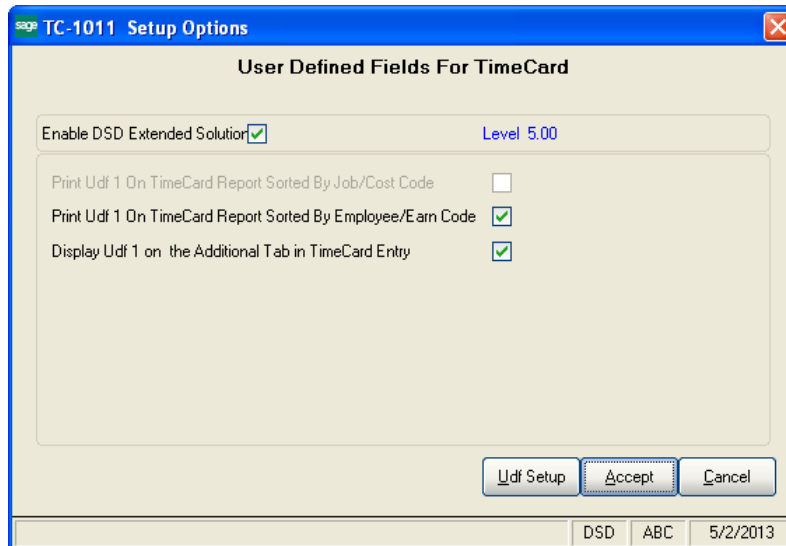 sage TC-1011 Setup Options
User Defined Fields For TimeCard
Enable DSD Extended Solution Level 5.00
Print Udf 1 On TimeCard Report Sorted By Job/Cost Code
Print Udf 1 On TimeCard Report Sorted By Employee/Earn Code
Display Udf 1 on the Additional Tab in TimeCard Entry
Udf Setup Accept Cancel
DSD ABC 5/2/2013